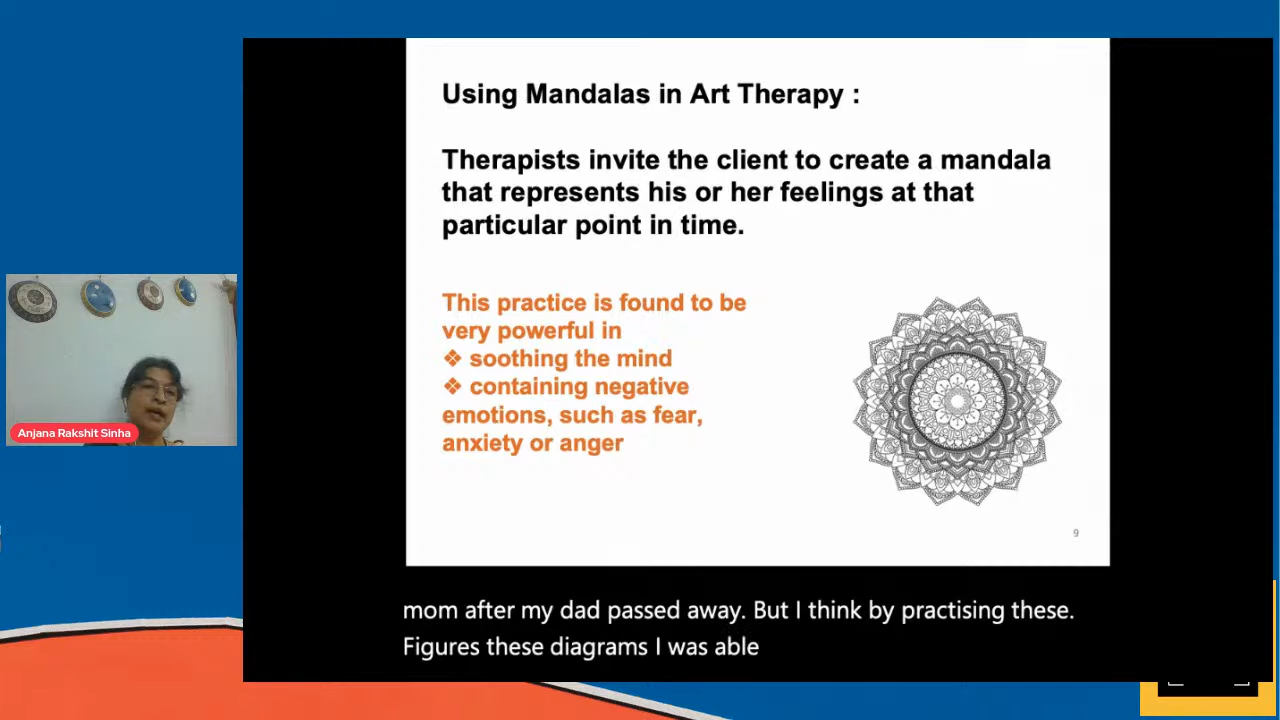 Using Mandalas in Art Therapy :
Therapists invite the client to create a mandala
that represents his or her feelings at that
particular point in time.
This practice is found to be
very powerful in
❖ soothing the mind
❖ containing negative
emotions, such as fear,
anxiety or anger
9
Anjana Rakshit Sinha
mom after my dad passed away. But I think by practising these.
Figures these diagrams I was able